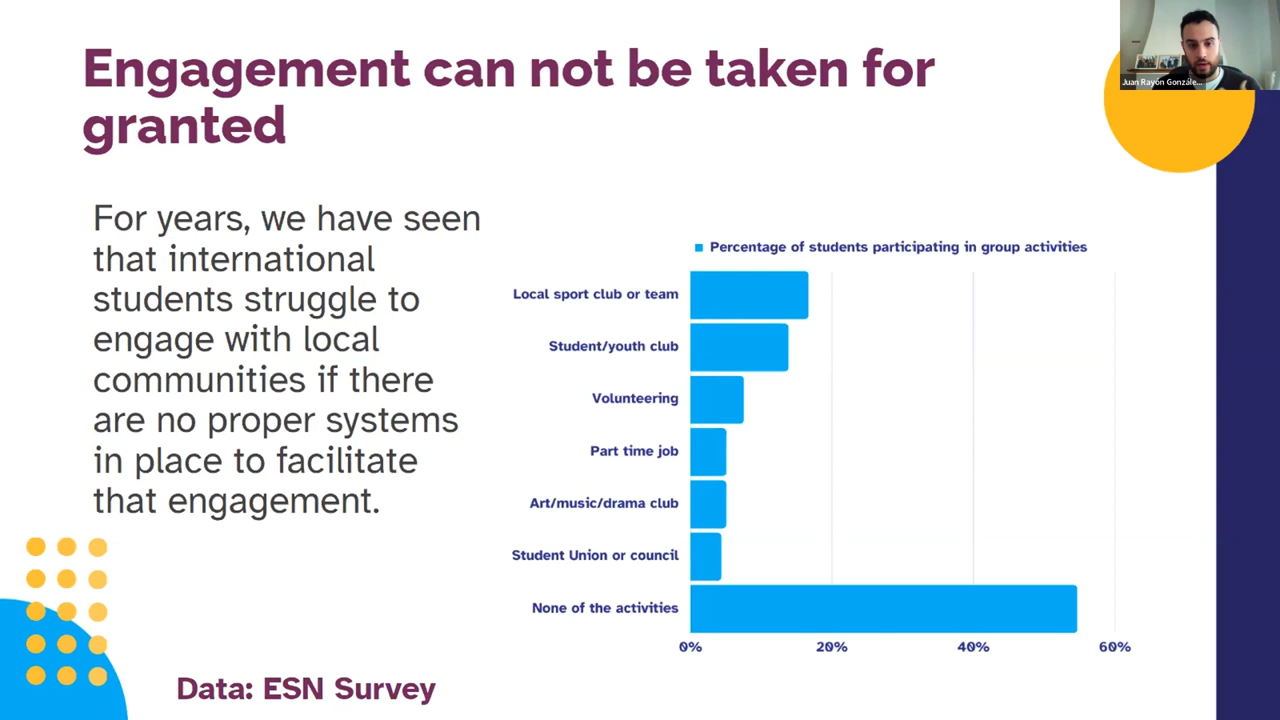 Engagement can not be taken for
granted
Juan Rayón Gonzále...
For years, we have seen
that international
students struggle to
engage with local
communities if there
are no proper systems
in place to facilitate
that engagement.
Percentage of students participating in group activities
Local sport club or team
Student/youth club
Volunteering
Part time job
Art/music/drama club
Student Union or council
None of the activities
0% 20% 40% 60%
Data: ESN Survey